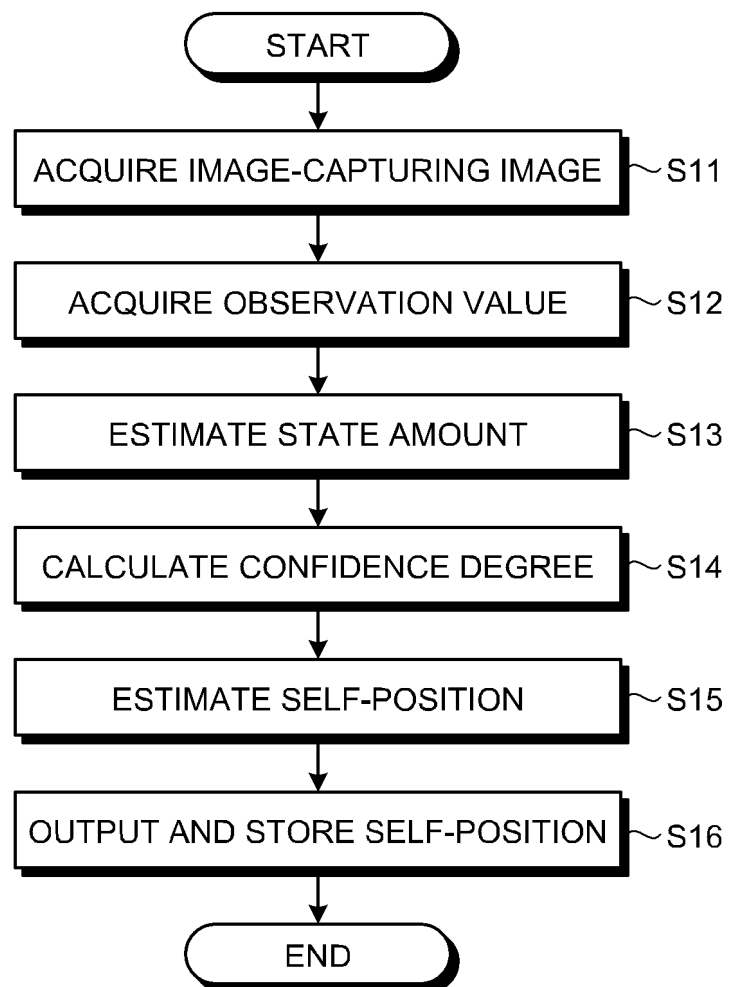 START
ACQUIRE IMAGE-CAPTURING IMAGE S11
ACQUIRE OBSERVATION VALUE S12
ESTIMATE STATE AMOUNT S13
CALCULATE CONFIDENCE DEGREE S14
ESTIMATE SELF-POSITION S15
OUTPUT AND STORE SELF-POSITION S16
END